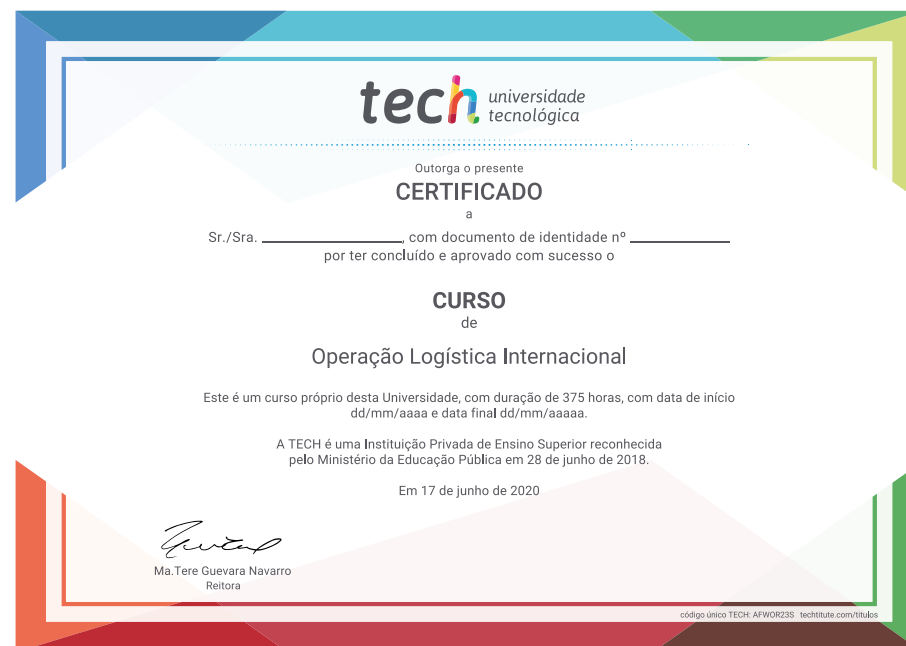 tech universidade
tecnológica
Outorga o presente
CERTIFICADO
a
Sr./Sra. ____________, com documento de identidade nº _________
por ter concluído e aprovado com sucesso o
CURSO
de
Operação Logística Internacional
Este é um curso próprio desta Universidade, com duração de 375 horas, com data de início
dd/mm/aaaa e data final dd/mm/aaaaa.
A TECH é uma Instituição Privada de Ensino Superior reconhecida
pelo Ministério da Educação Pública em 28 de junho de 2018.
Em 17 de junho de 2020
Ma.Tere Guevara Navarro
Reitora
código único TECH: AFWOR23S techtitute.com/títulos